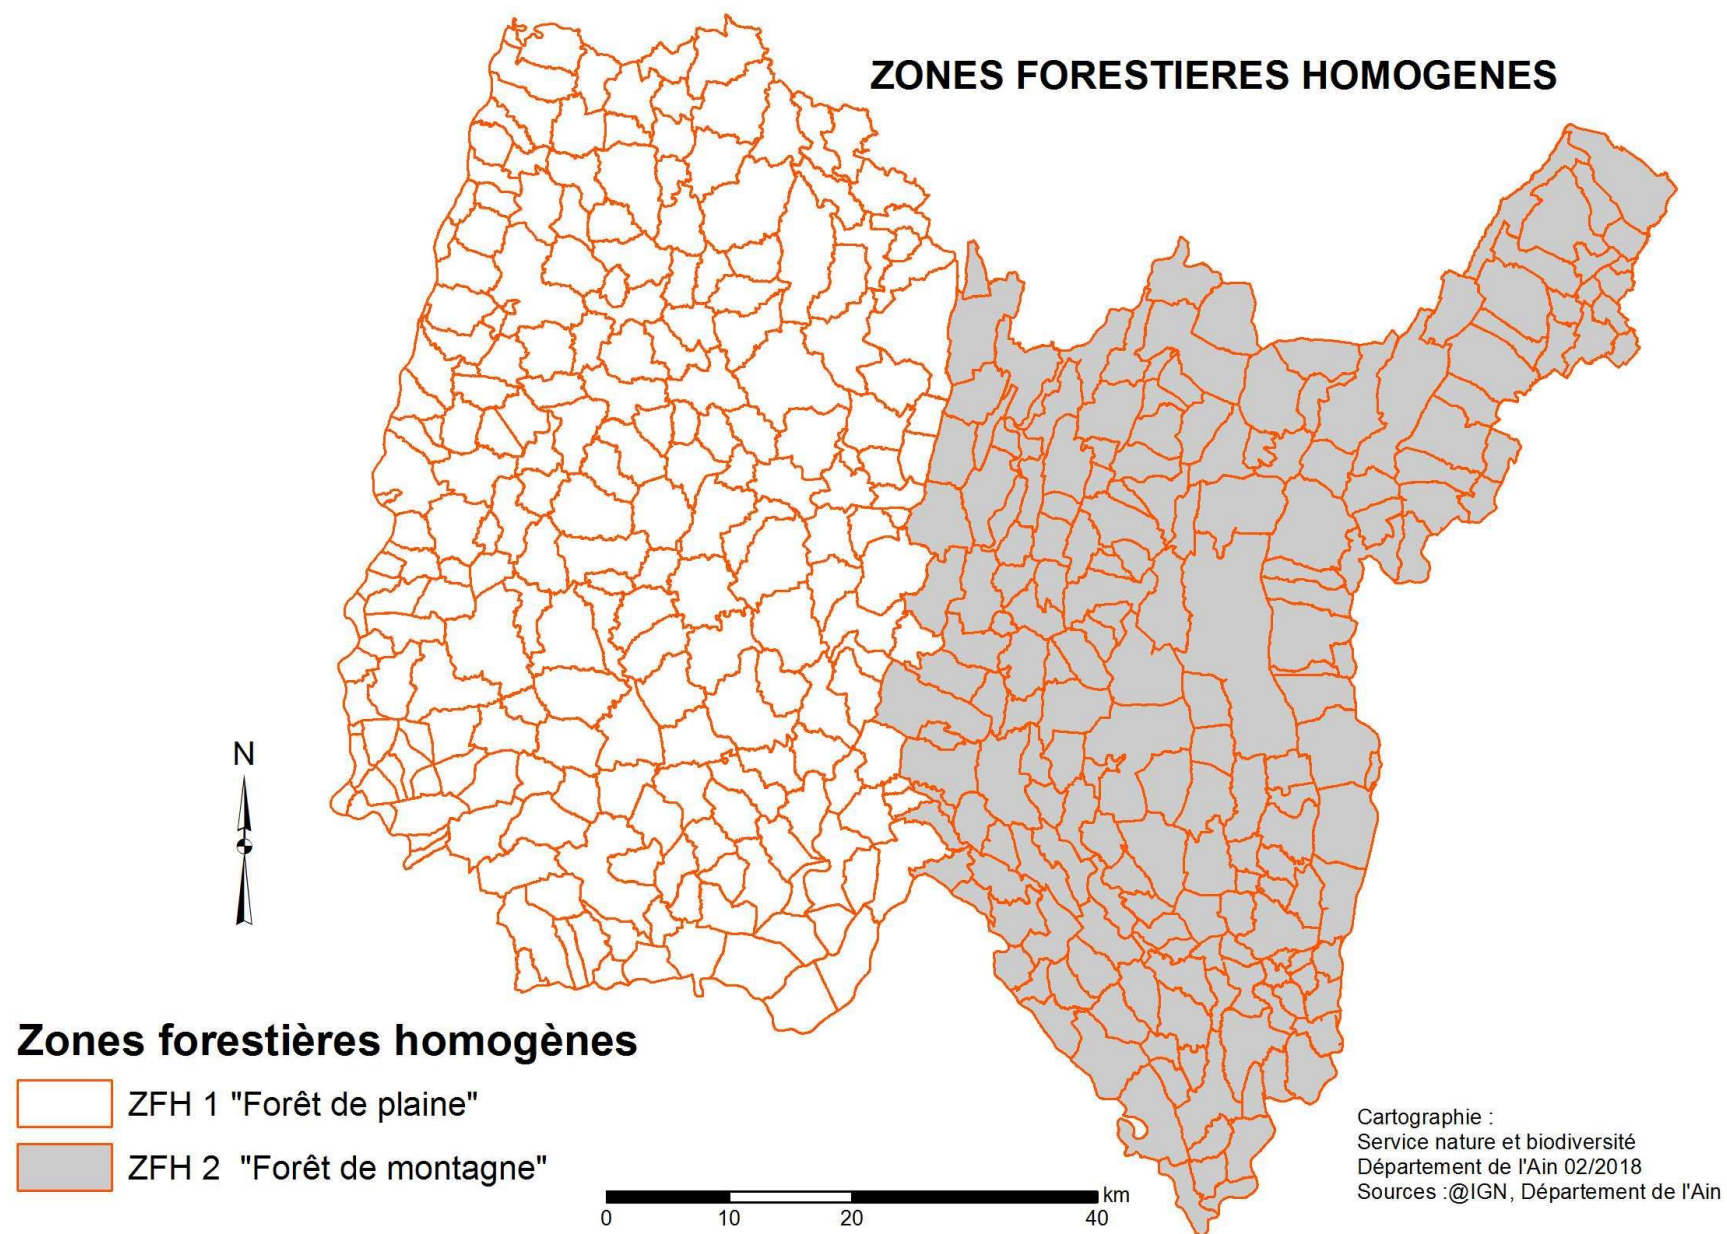 ZONES FORESTIERES HOMOGENES
N
Zones forestières homogènes
ZFH 1 "Forêt de plaine"
ZFH 2 "Forêt de montagne"
km
0 10 20 40
Cartographie :
Service nature et biodiversité
Département de l'Ain 02/2018
Sources :@IGN, Département de l'Ain